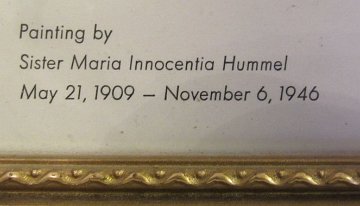 Painting by
Sister Maria Innocentia Hummel
May 21, 1909 — November 6, 1946